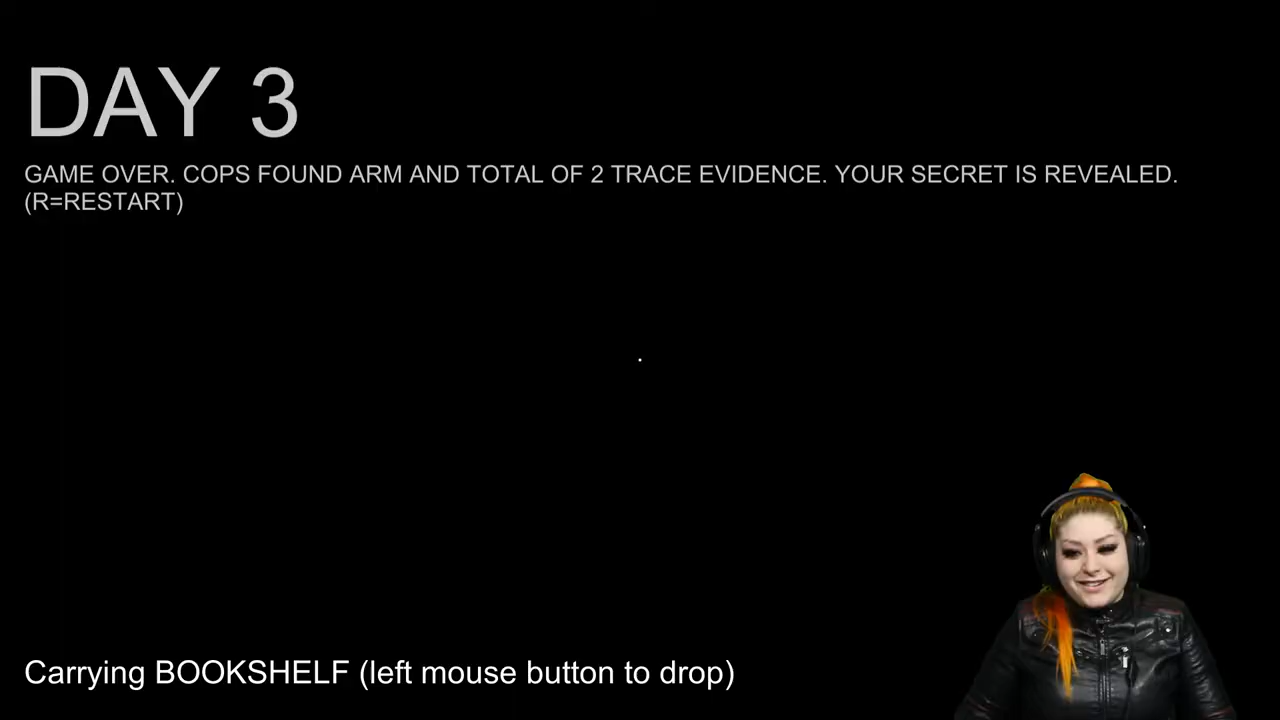 DAY 3
GAME OVER. COPS FOUND ARM AND TOTAL OF 2 TRACE EVIDENCE. YOUR SECRET IS REVEALED.
(R=RESTART)
Carrying BOOKSHELF (left mouse button to drop)